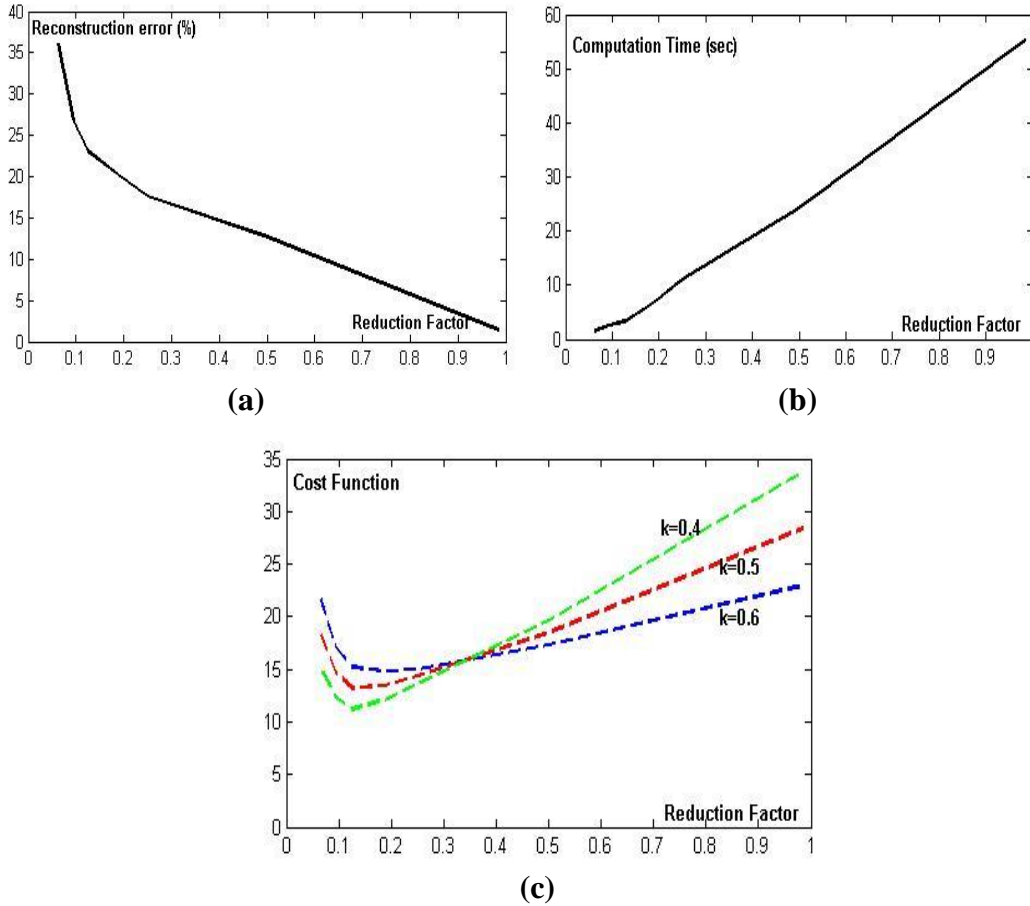 40
35
30
25
20
15
10
5
0
Reconstruction error (%)
Reduction Factor
0 0.1 0.2 0.3 0.4 0.5 0.6 0.7 0.8 0.9 1
(a)
60
50
40
30
20
10
0
Computation Time (sec)
Reduction Factor
0 0.1 0.2 0.3 0.4 0.5 0.6 0.7 0.8 0.9
(b)
35
30
25
20
15
10
5
0
Cost Function
k=0.4
k=0.5
k=0.6
Reduction Factor
0 0.1 0.2 0.3 0.4 0.5 0.6 0.7 0.8 0.9 1
(c)